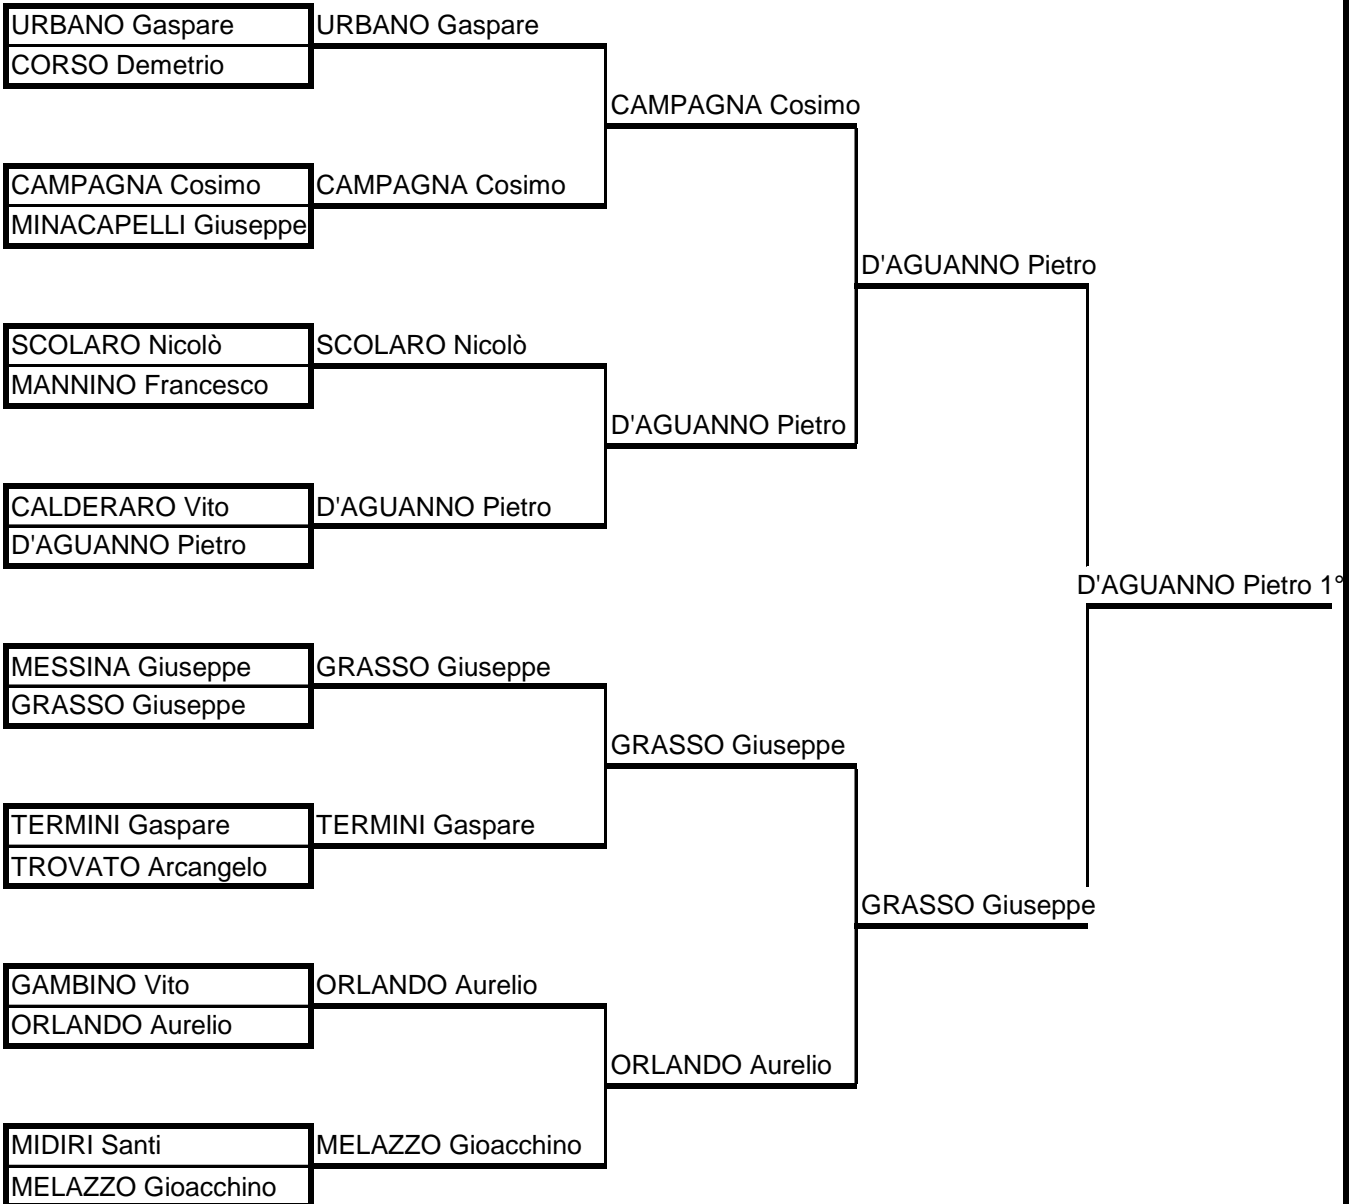 URBANO Gaspare
URBANO Gaspare
CORSO Demetrio
CAMPAGNA Cosimo
CAMPAGNA Cosimo
CAMPAGNA Cosimo
MINACAPELLI Giuseppe
D'AGUANNO Pietro
SCOLARO Nicolò
SCOLARO Nicolò
MANNINO Francesco
D'AGUANNO Pietro
CALDERARO Vito
D'AGUANNO Pietro
D'AGUANNO Pietro
D'AGUANNO Pietro 1°
MESSINA Giuseppe
GRASSO Giuseppe
GRASSO Giuseppe
GRASSO Giuseppe
TERMINI Gaspare
TERMINI Gaspare
TROVATO Arcangelo
GRASSO Giuseppe
GAMBINO Vito
ORLANDO Aurelio
ORLANDO Aurelio
ORLANDO Aurelio
MIDIRI Santi
MELAZZO Gioacchino
MELAZZO Gioacchino